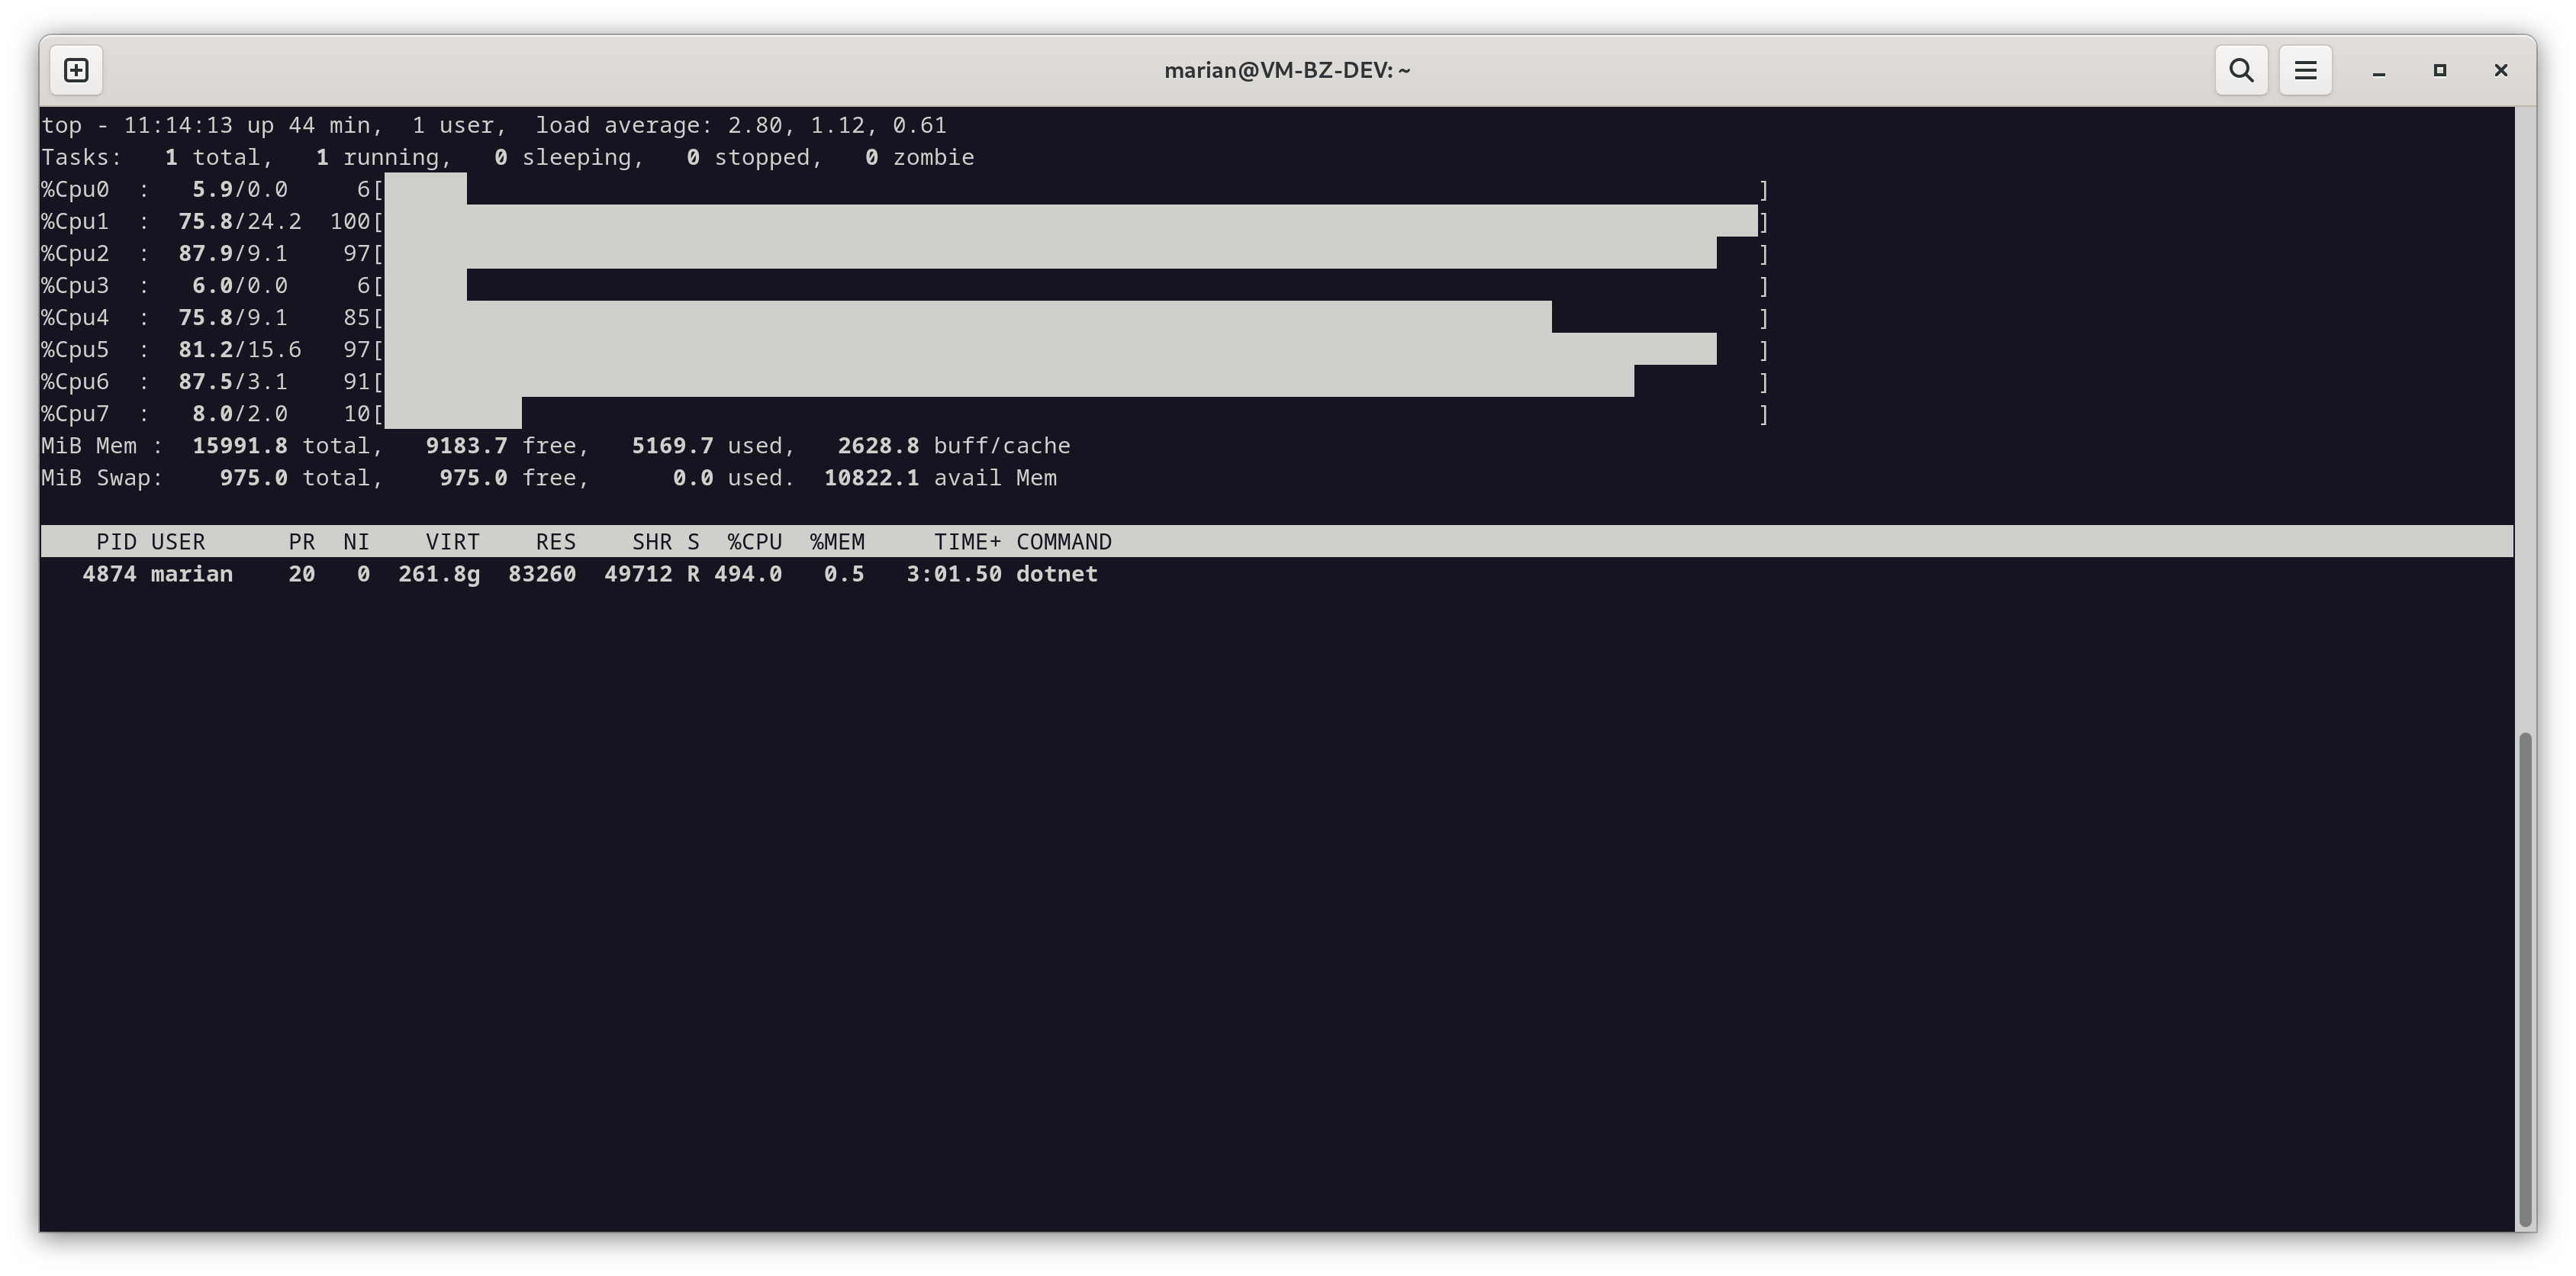 marian@VM-BZ-DEV: ~
top - 11:14:13 up 44 min,  1 user,  load average: 2.80, 1.12, 0.61
Tasks:   1 total,   1 running,   0 sleeping,   0 stopped,   0 zombie
%Cpu0  :   5.9/0.0     6[                                                                                                    ]
%Cpu1  :  75.8/24.2  100[                                                                                                    ]
%Cpu2  :  87.9/9.1    97[                                                                                                    ]
%Cpu3  :   6.0/0.0     6[                                                                                                    ]
%Cpu4  :  75.8/9.1    85[                                                                                                    ]
%Cpu5  :  81.2/15.6   97[                                                                                                    ]
%Cpu6  :  87.5/3.1    91[                                                                                                    ]
%Cpu7  :   8.0/2.0    10[                                                                                                    ]
MiB Mem :  15991.8 total,   9183.7 free,   5169.7 used,   2628.8 buff/cache
MiB Swap:    975.0 total,    975.0 free,      0.0 used.  10822.1 avail Mem
    PID USER      PR  NI    VIRT    RES    SHR S  %CPU  %MEM     TIME+ COMMAND
   4874 marian    20   0  261.8g  83260  49712 R 494.0   0.5   3:01.50 dotnet